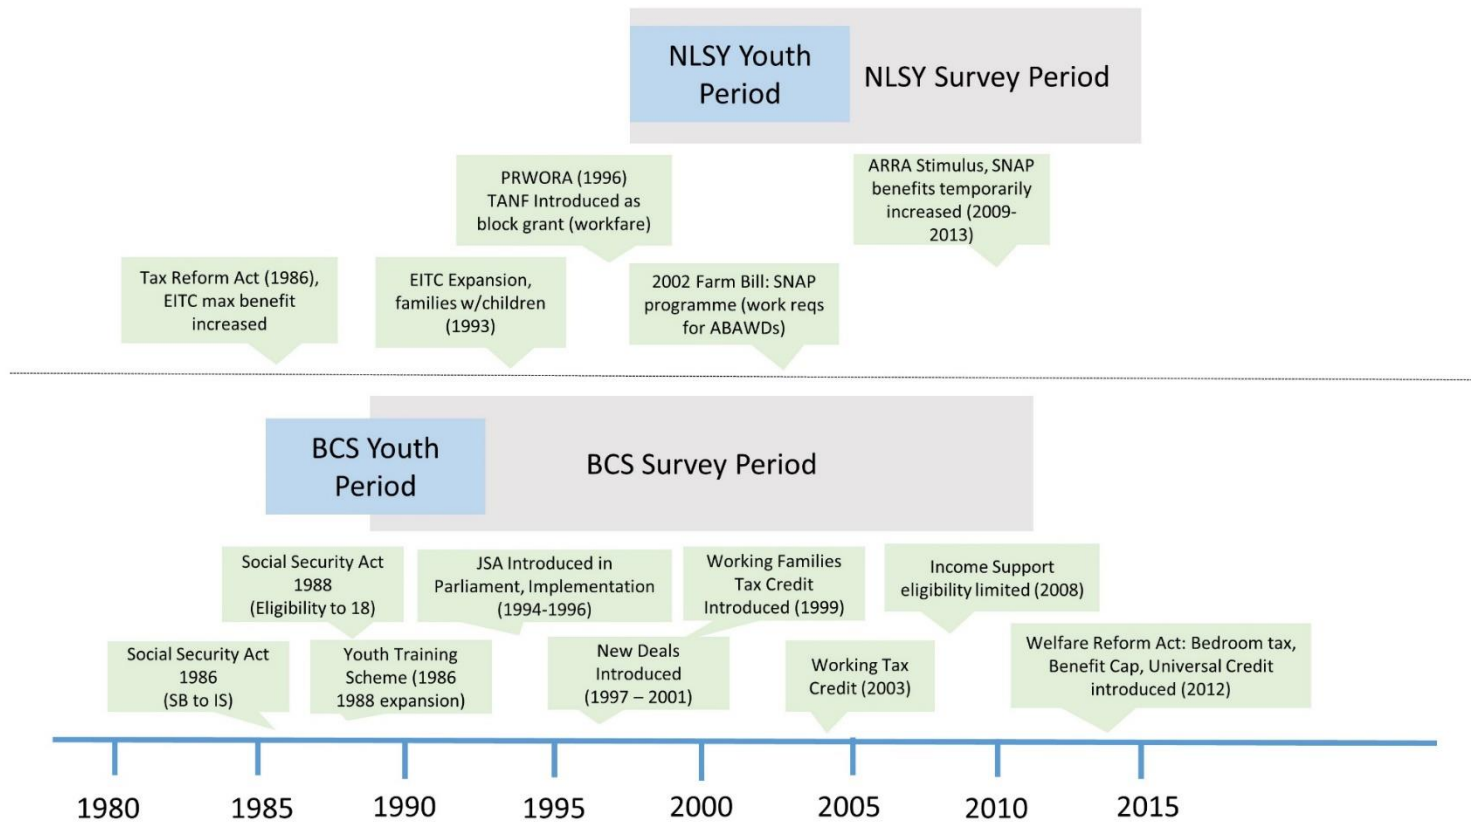 NLSY Youth
Period
NLSY Survey Period
PRWORA (1996)
TANF Introduced as
block grant (workfare)
ARRA Stimulus, SNAP
benefits temporarily
increased (2009-
2013)
Tax Reform Act (1986),
EITC max benefit
increased
EITC Expansion,
families w/children
(1993)
2002 Farm Bill: SNAP
programme (work reqs
for ABAWDs)
BCS Youth
Period
BCS Survey Period
Social Security Act
1988
(Eligibility to 18)
JSA Introduced in
Parliament, Implementation
(1994-1996)
Working Families
Tax Credit
Introduced (1999)
Income Support
eligibility limited (2008)
Social Security Act
1986
(SB to IS)
Youth Training
Scheme (1986
1988 expansion)
New Deals
Introduced
(1997 – 2001)
Working Tax
Credit (2003)
Welfare Reform Act: Bedroom tax,
Benefit Cap, Universal Credit
introduced (2012)
1980 1985 1990 1995 2000 2005 2010 2015